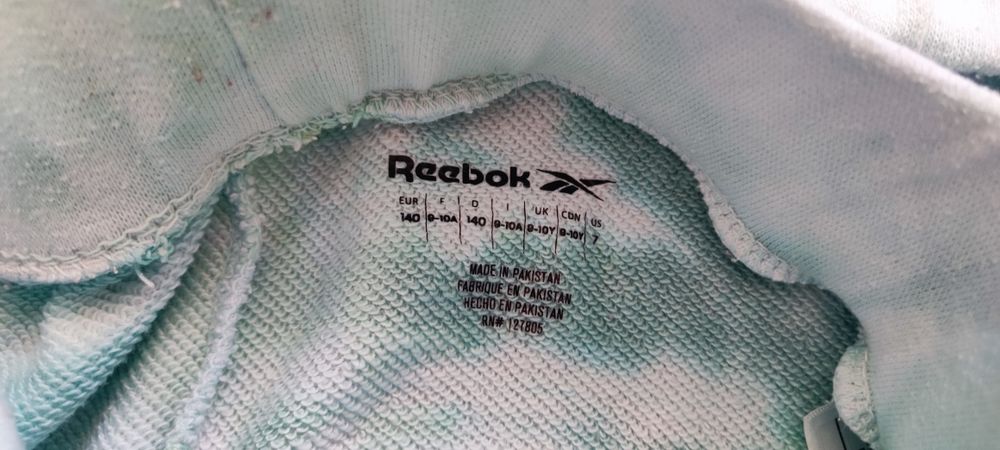 Reebok
EUR F D I UK CDN US
140 9-10A 140 9-10A 9-10Y 9-10Y 7
MADE IN PAKISTAN
FABRIQUE EN PAKISTAN
HECHO EN PAKISTAN
RN# 127805